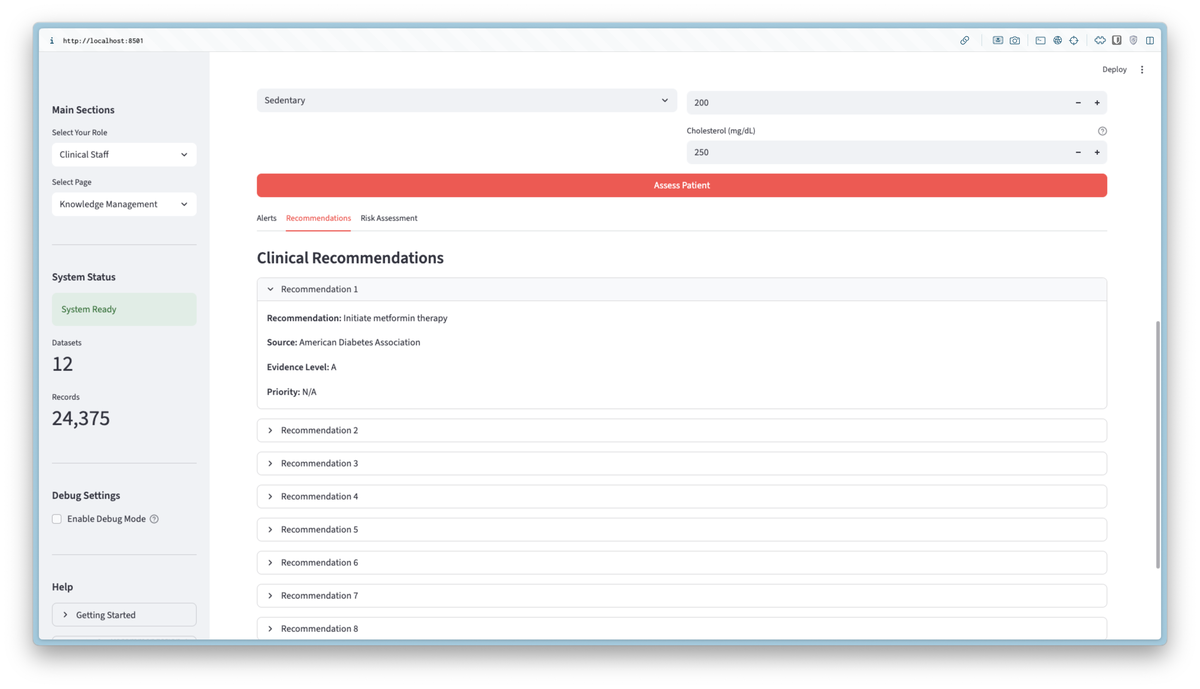 http://localhost:8501
Deploy
Main Sections
Select Your Role
Clinical Staff
Select Page
Knowledge Management
System Status
System Ready
Datasets
12
Records
24,375
Debug Settings
Enable Debug Mode
Help
Getting Started
Sedentary
200
Cholesterol (mg/dL)
250
Assess Patient
Alerts Recommendations Risk Assessment
Clinical Recommendations
Recommendation 1
Recommendation: Initiate metformin therapy
Source: American Diabetes Association
Evidence Level: A
Priority: N/A
Recommendation 2
Recommendation 3
Recommendation 4
Recommendation 5
Recommendation 6
Recommendation 7
Recommendation 8